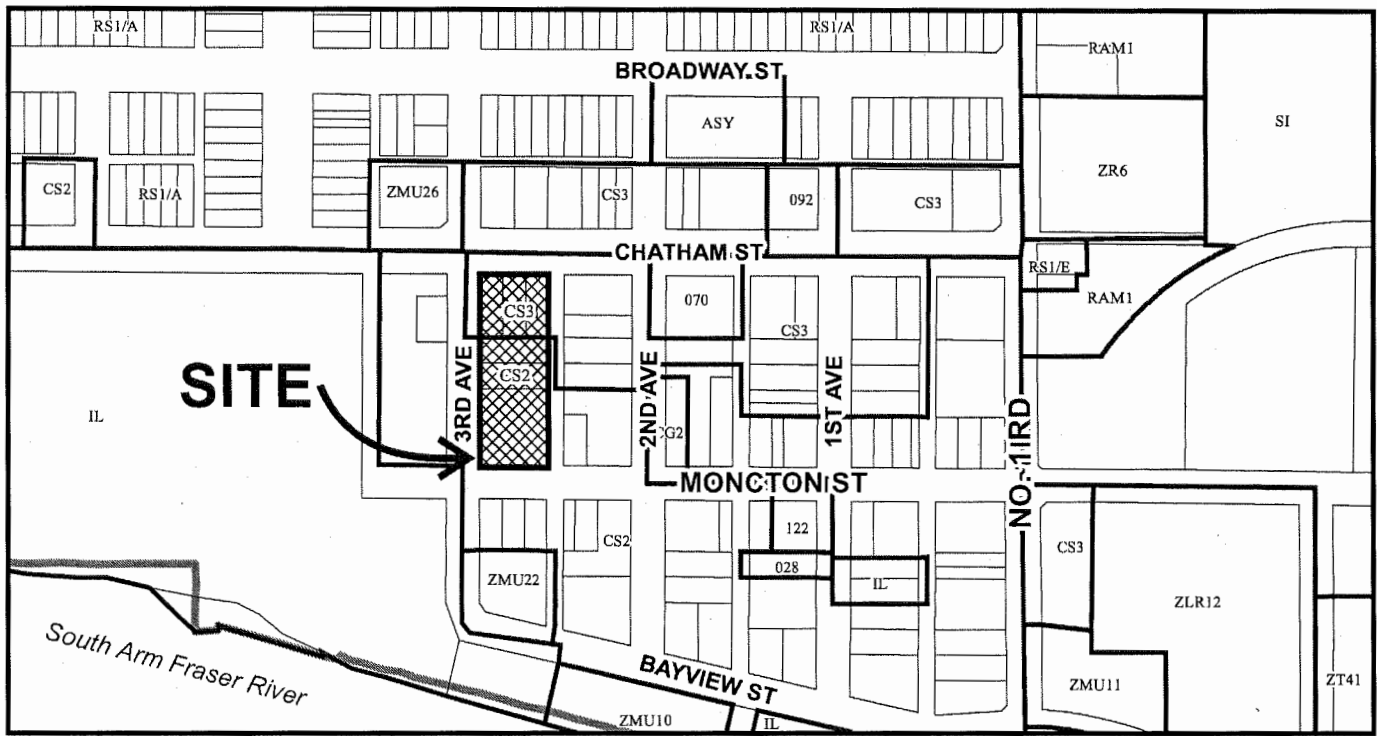 RS1/A
RS1/A
RAM1
BROADWAY ST
ASY
SI
ZR6
CS2
RS1/A
ZMU26
CS3
092
CS3
CHATHAM ST
RS1/E
RAM1
070
CS3
CS3
CS2
SITE
3RD AVE
2ND AVE
1ST AVE
NO. 1 RD
IL
MONCTON ST
122
CS2
CS3
028
IL
ZMU22
ZLR12
South Arm Fraser River
BAYVIEW ST
ZMU11
ZT41
ZMU10
IL